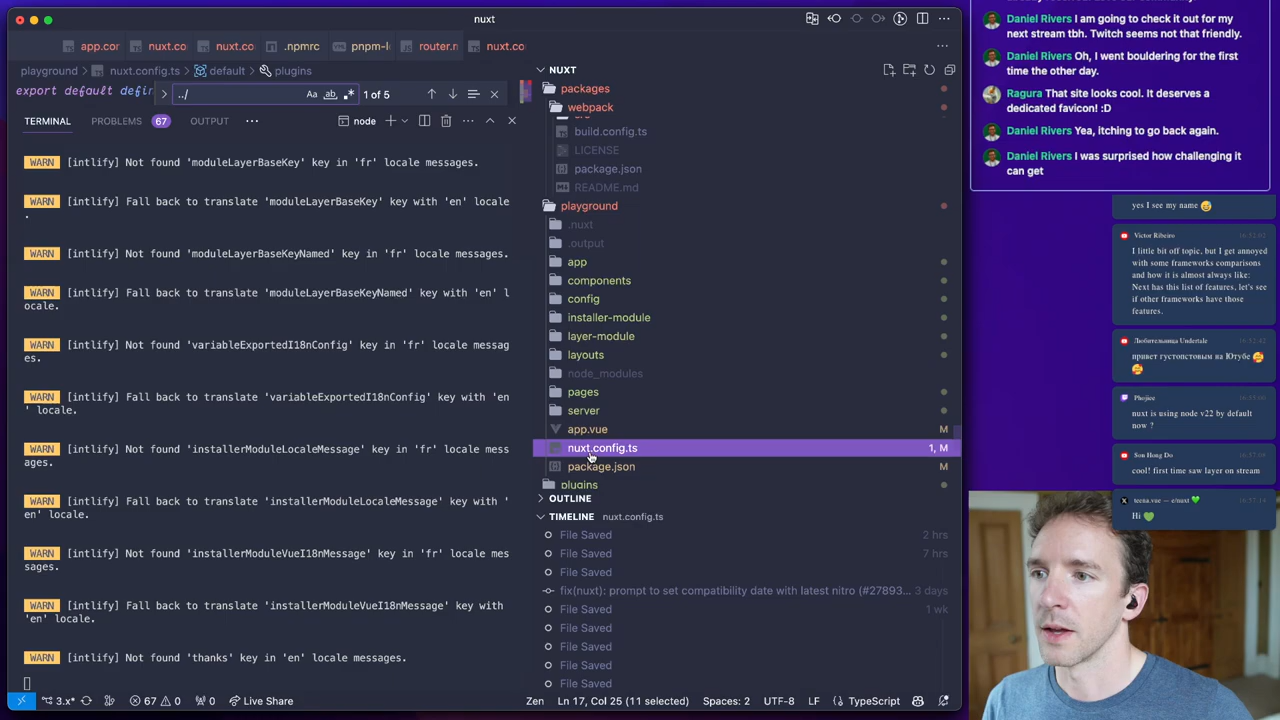 nuxt
app.cor
nuxt.co
nuxt.co
.npmrc
pnpm-l
router.n
nuxt.co
playground > nuxt.config.ts > default > plugins
export default defin
../
Aa
ab
1 of 5
TERMINAL
PROBLEMS 67
OUTPUT
node
WARN [intlify] Not found 'moduleLayerBaseKey' key in 'fr' locale messages.
WARN [intlify] Fall back to translate 'moduleLayerBaseKey' key with 'en' locale
.
WARN [intlify] Not found 'moduleLayerBaseKeyNamed' key in 'fr' locale messages.
WARN [intlify] Fall back to translate 'moduleLayerBaseKeyNamed' key with 'en' l
ocale.
WARN [intlify] Not found 'variableExportedI18nConfig' key in 'fr' locale messag
es.
WARN [intlify] Fall back to translate 'variableExportedI18nConfig' key with 'en
' locale.
WARN [intlify] Not found 'installerModuleLocaleMessage' key in 'fr' locale mess
ages.
WARN [intlify] Fall back to translate 'installerModuleLocaleMessage' key with '
en' locale.
WARN [intlify] Not found 'installerModuleVueI18nMessage' key in 'fr' locale mes
sages.
WARN [intlify] Fall back to translate 'installerModuleVueI18nMessage' key with
'en' locale.
WARN [intlify] Not found 'thanks' key in 'en' locale messages.
NUXT
packages
webpack
build.config.ts
LICENSE
package.json
README.md
playground
.nuxt
.output
app
components
config
installer-module
layer-module
layouts
node_modules
pages
server
app.vue M
nuxt.config.ts 1, M
package.json M
plugins
OUTLINE
TIMELINE nuxt.config.ts
File Saved 2 hrs
File Saved 7 hrs
File Saved
fix(nuxt): prompt to set compatibility date with latest nitro (#27893... 3 days
File Saved 1 wk
File Saved
File Saved
File Saved
File Saved
3.x*
67 0
0
Live Share
Zen
Ln 17, Col 25 (11 selected)
Spaces: 2
UTF-8
LF
TypeScript
Daniel Rivers I am going to check it out for my
next stream tbh. Twitch seems not that friendly.
Daniel Rivers Oh, I went bouldering for the first
time the other day.
Ragura That site looks cool. It deserves a
dedicated favicon! :D
Daniel Rivers Yea, itching to go back again.
Daniel Rivers I was surprised how challenging it
can get
yes I see my name 😅
Victor Ribeiro
I little bit off topic, but I get annoyed
with some frameworks comparisons
and how it is almost always like:
Next has this list of features, let's see
if other frameworks have those
features.
Любительница Undertale
привет густопстовым на Ютубе 🥰
🥰
Phojice
nuxt is using node v22 by default
now ?
Son Hong Do
cool! first time saw layer on stream
teena.vue — e/nuxt 💚
Hi 💚